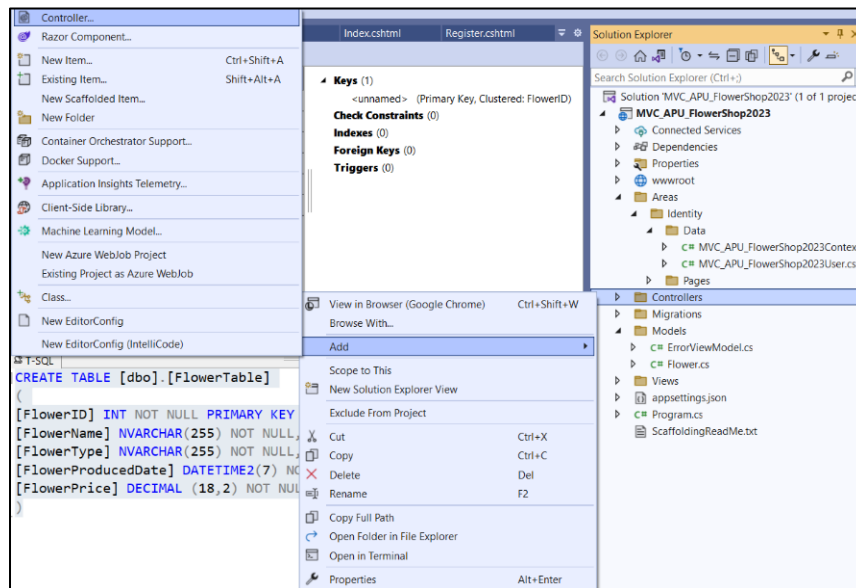 Controller...
Razor Component...
New Item... Ctrl+Shift+A
Existing Item... Shift+Alt+A
New Scaffolded Item...
New Folder
Container Orchestrator Support...
Docker Support...
Application Insights Telemetry...
Client-Side Library...
Machine Learning Model...
New Azure WebJob Project
Existing Project as Azure WebJob
Class...
New EditorConfig
New EditorConfig (IntelliCode)
Index.cshtml Register.cshtml
Keys (1)
<unnamed> (Primary Key, Clustered: FlowerID)
Check Constraints (0)
Indexes (0)
Foreign Keys (0)
Triggers (0)
View in Browser (Google Chrome) Ctrl+Shift+W
Browse With...
Add
Scope to This
New Solution Explorer View
Exclude From Project
Cut Ctrl+X
Copy Ctrl+C
Delete Del
Rename F2
Copy Full Path
Open Folder in File Explorer
Open in Terminal
Properties Alt+Enter
T-SQL
CREATE TABLE [dbo].[FlowerTable]
(
[FlowerID] INT NOT NULL PRIMARY KEY
[FlowerName] NVARCHAR(255) NOT NULL,
[FlowerType] NVARCHAR(255) NOT NULL,
[FlowerProducedDate] DATETIME2(7) NO
[FlowerPrice] DECIMAL (18,2) NOT NUL
)
Solution Explorer
Search Solution Explorer (Ctrl+;)
Solution 'MVC_APU_FlowerShop2023' (1 of 1 projec
MVC_APU_FlowerShop2023
Connected Services
Dependencies
Properties
wwwroot
Areas
Identity
Data
C# MVC_APU_FlowerShop2023Contex
C# MVC_APU_FlowerShop2023User.cs
Pages
Controllers
Migrations
Models
C# ErrorViewModel.cs
C# Flower.cs
Views
appsettings.json
C# Program.cs
ScaffoldingReadMe.txt